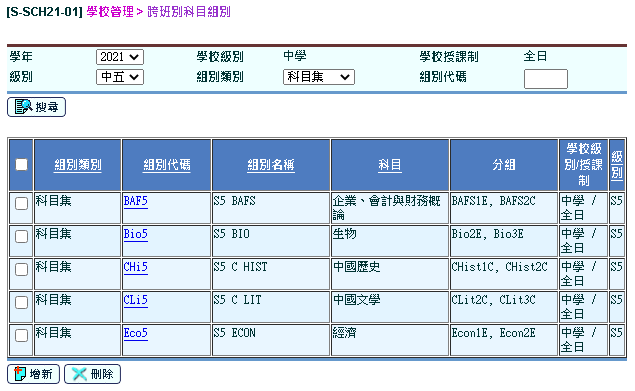 [S-SCH21-01] 學校管理 > 跨班別科目組別
學年 2021 學校級別 中學 學校授課制 全日
級別 中五 組別類別 科目集 組別代碼
搜尋
組別類別 組別代碼 組別名稱 科目 分組 學校級別/授課制 級別
科目集 BAF5 S5 BAFS 企業、會計與財務概論 BAFS1E, BAFS2C 中學 / 全日 S5
科目集 Bio5 S5 BIO 生物 Bio2E, Bio3E 中學 / 全日 S5
科目集 CHi5 S5 C HIST 中國歷史 CHist1C, CHist2C 中學 / 全日 S5
科目集 CLi5 S5 C LIT 中國文學 CLit2C, CLit3C 中學 / 全日 S5
科目集 Eco5 S5 ECON 經濟 Econ1E, Econ2E 中學 / 全日 S5
增新 刪除